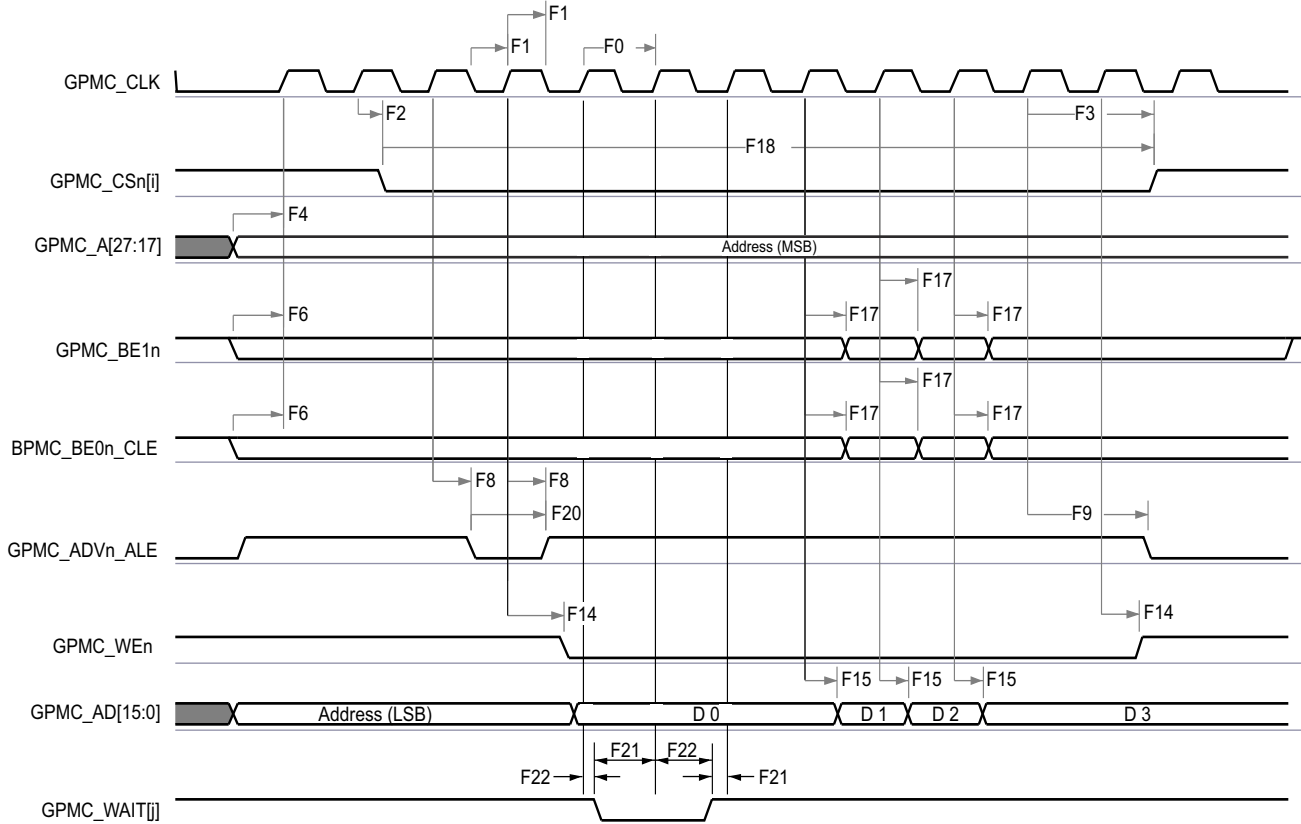 F1
F1 F0
GPMC_CLK
F2 F3
F18
GPMC_CSn[i]
F4
GPMC_A[27:17] Address (MSB)
F17
F6 F17 F17
GPMC_BE1n
F17
F6 F17 F17
BPMC_BE0n_CLE
F8 F8
F20 F9
GPMC_ADVn_ALE
F14 F14
GPMC_WEn
F15 F15 F15
GPMC_AD[15:0] Address (LSB) D 0 D 1 D 2 D 3
F21 F22
F22 F21
GPMC_WAIT[j]